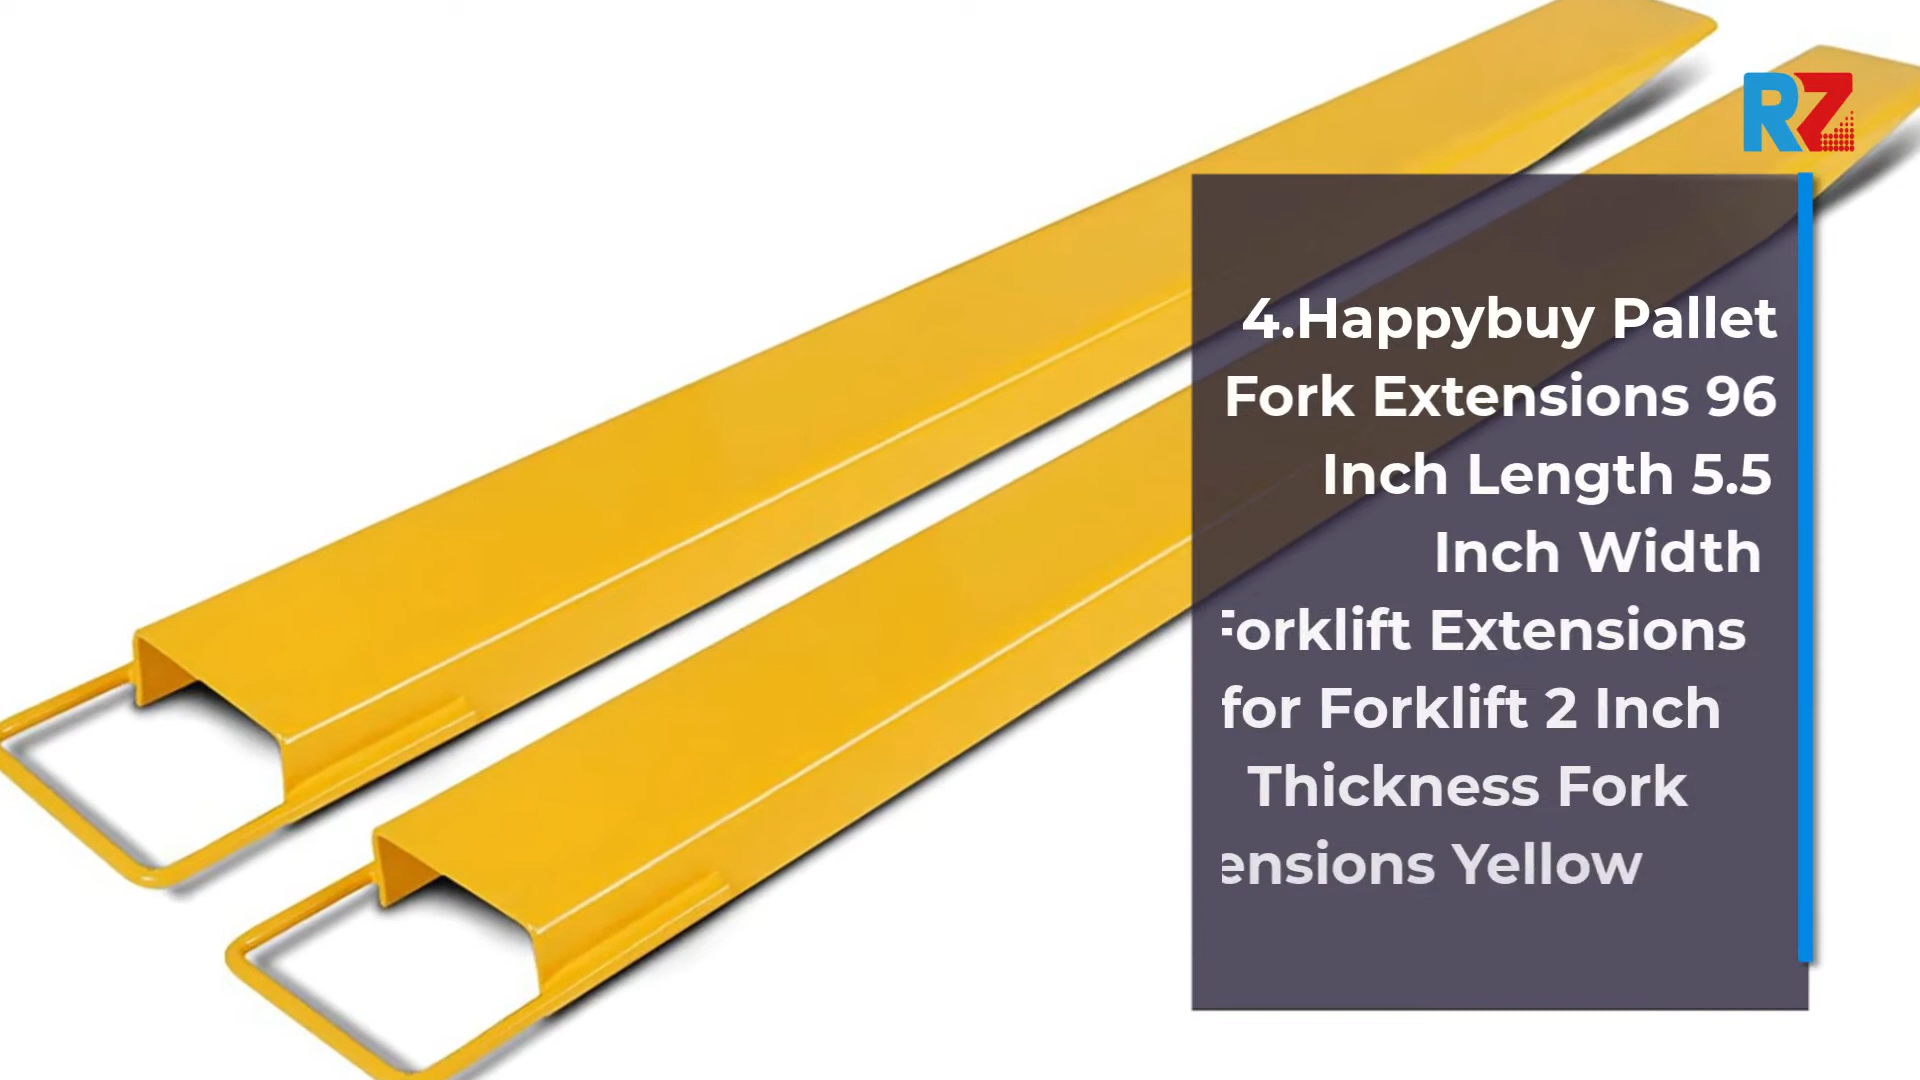 RZ
4.Happybuy Pallet
Fork Extensions 96
Inch Length 5.5
Inch Width
Forklift Extensions
for Forklift 2 Inch
Thickness Fork
ensions Yellow